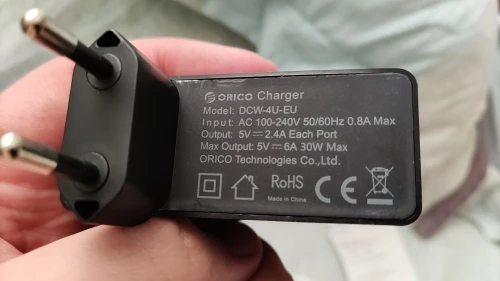 ORICO Charger
Model: DCW-4U-EU
Input: AC 100-240V 50/60Hz 0.8A Max
Output: 5V⎓2.4A Each Port
Max Output: 5V⎓6A 30W Max
ORICO Technologies Co.,Ltd.
RoHS CE
Made in China